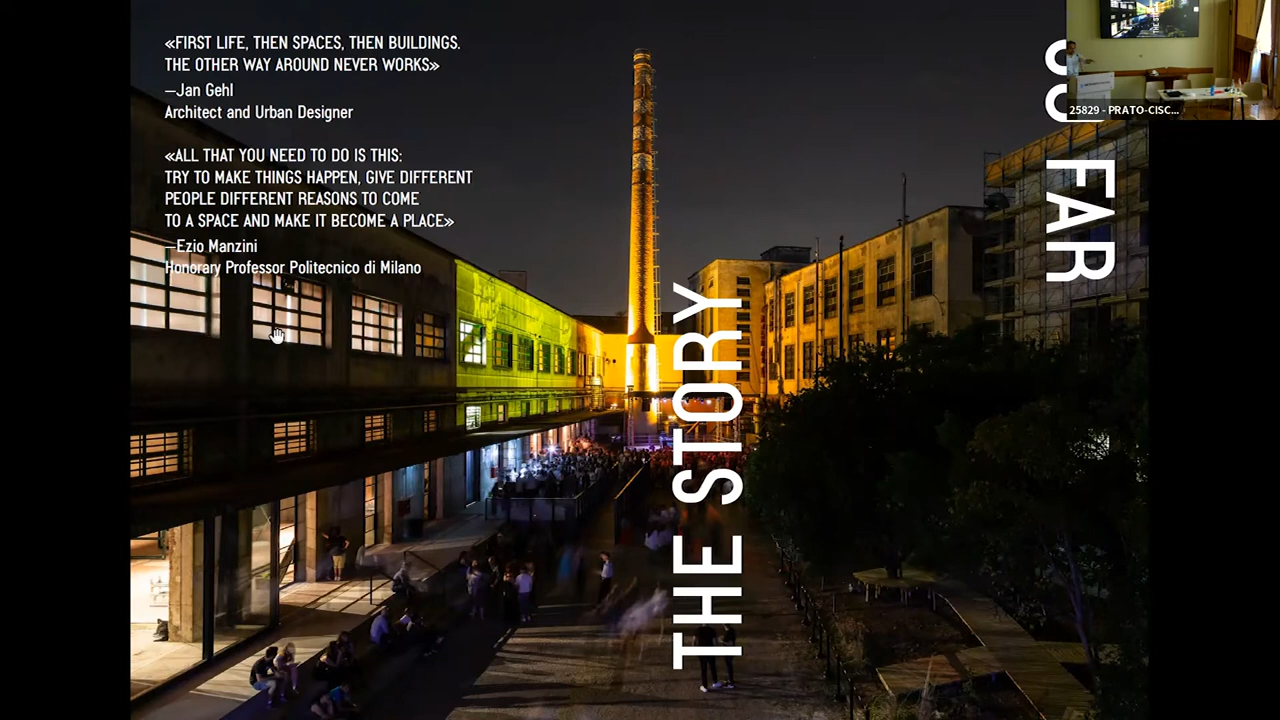 «FIRST LIFE, THEN SPACES, THEN BUILDINGS.
THE OTHER WAY AROUND NEVER WORKS»
—Jan Gehl
Architect and Urban Designer
«ALL THAT YOU NEED TO DO IS THIS:
TRY TO MAKE THINGS HAPPEN, GIVE DIFFERENT
PEOPLE DIFFERENT REASONS TO COME
TO A SPACE AND MAKE IT BECOME A PLACE»
—Ezio Manzini
Honorary Professor Politecnico di Milano
THE STORY
FAR
25829 - PRATO-CISC...